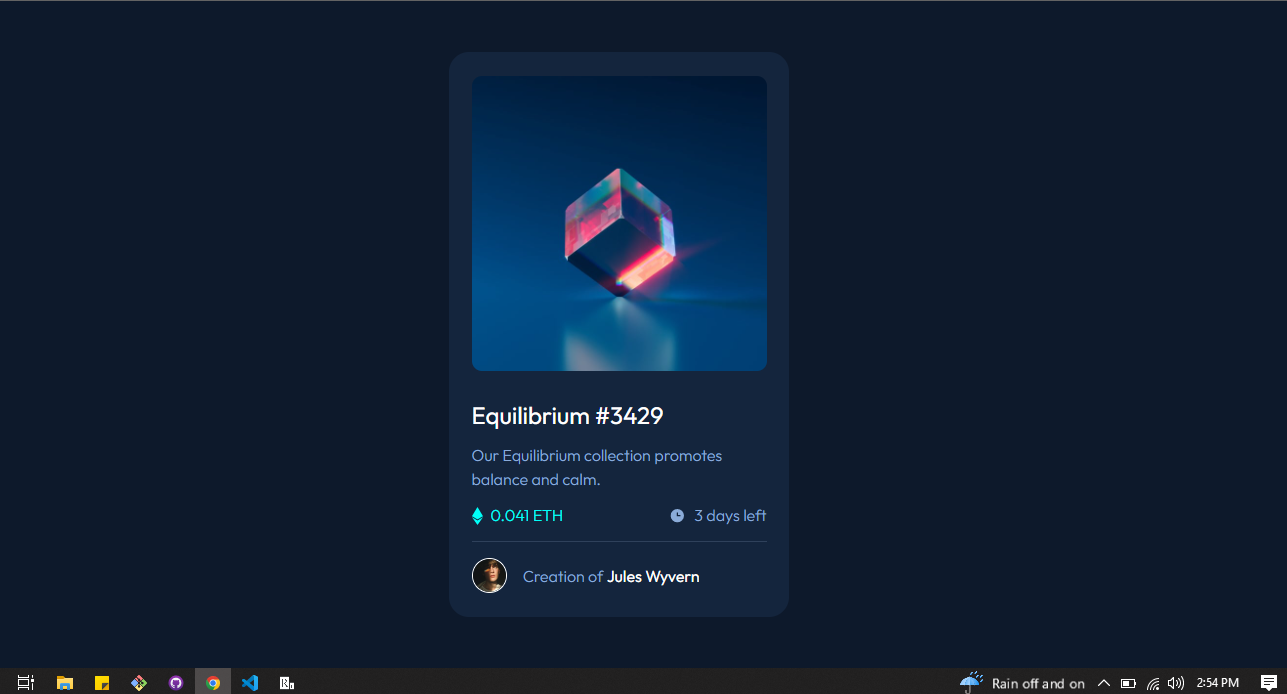 Equilibrium #3429
Our Equilibrium collection promotes
balance and calm.
0.041 ETH
3 days left
Creation of Jules Wyvern
Rain off and on
2:54 PM